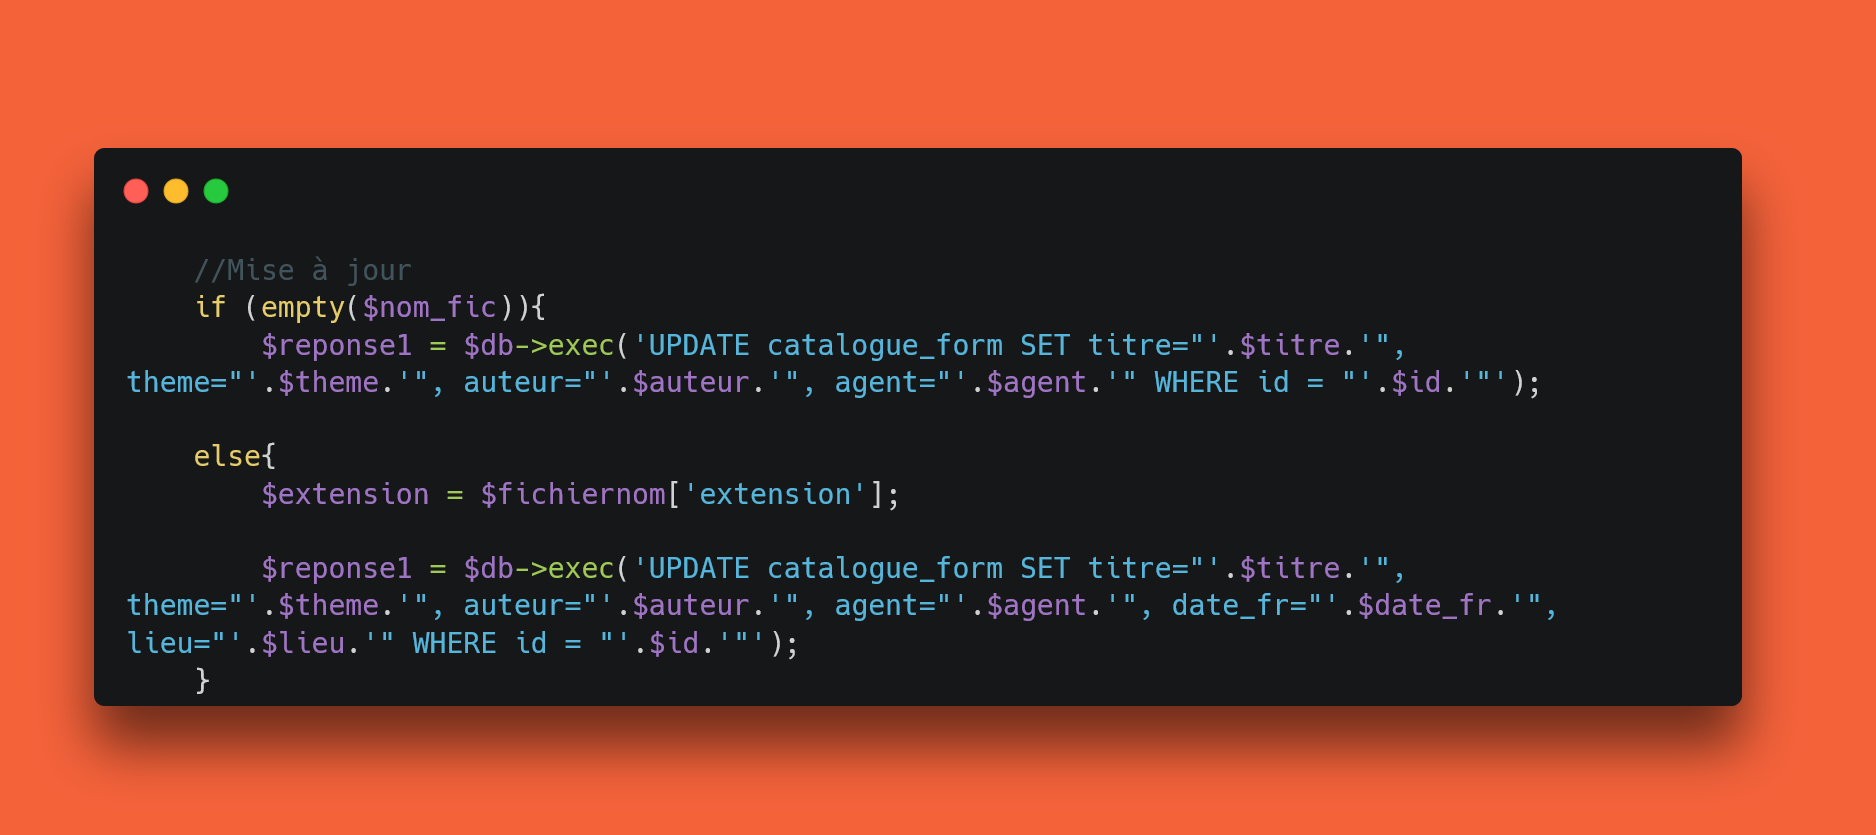 //Mise à jour
if (empty($nom_fic)){
$reponse1 = $db->exec('UPDATE catalogue_form SET titre="'.$titre.'",
theme="'.$theme.'", auteur="'.$auteur.'", agent="'.$agent.'" WHERE id = "'.$id.'"');
else{
$extension = $fichiernom['extension'];
$reponse1 = $db->exec('UPDATE catalogue_form SET titre="'.$titre.'",
theme="'.$theme.'", auteur="'.$auteur.'", agent="'.$agent.'", date_fr="'.$date_fr.'",
lieu="'.$lieu.'" WHERE id = "'.$id.'"');
}